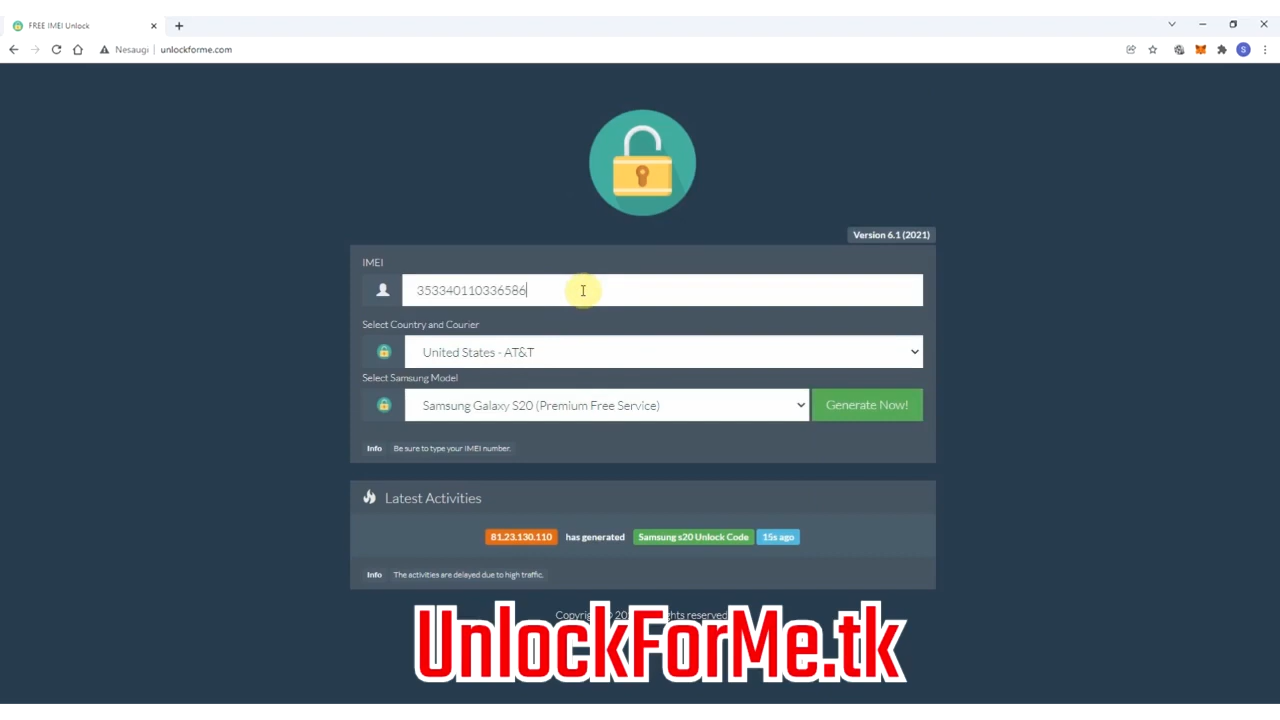 FREE IMEI Unlock
Nesaugi | unlockforme.com
S
Version 6.1 (2021)
IMEI
353340110336586
Select Country and Courier
United States - AT&T
Select Samsung Model
Samsung Galaxy S20 (Premium Free Service)
Generate Now!
Info Be sure to type your IMEI number.
Latest Activities
81.23.130.110 has generated Samsung s20 Unlock Code 15s ago
Info The activities are delayed due to high traffic.
UnlockForMe.tk